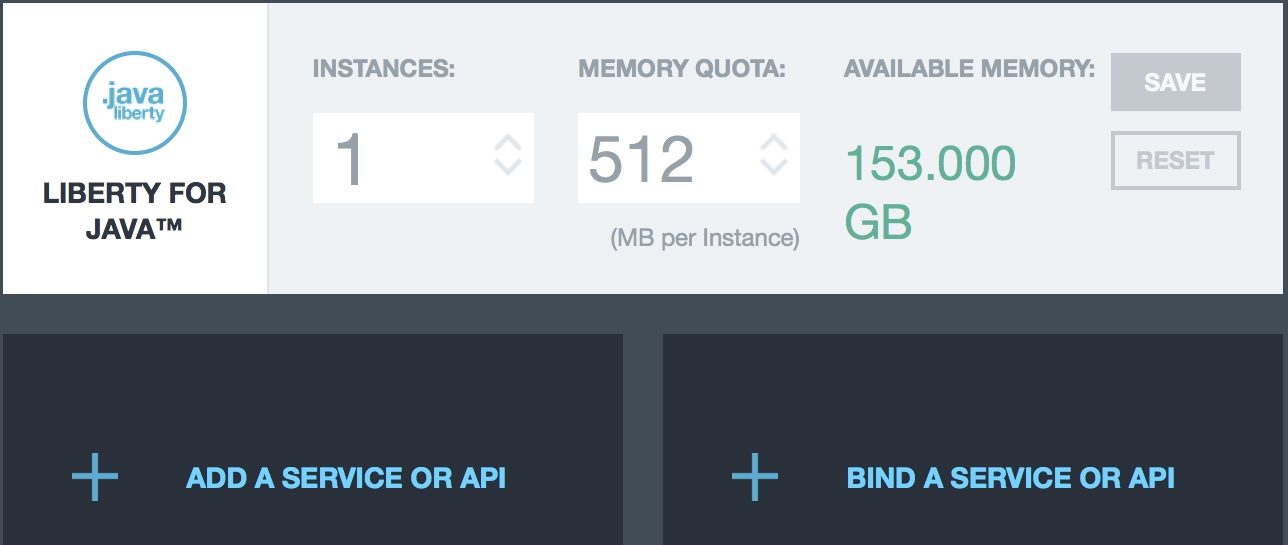 .java
liberty
LIBERTY FOR
JAVA™
INSTANCES:
1
MEMORY QUOTA:
512
(MB per Instance)
AVAILABLE MEMORY:
153.000
GB
SAVE
RESET
ADD A SERVICE OR API
BIND A SERVICE OR API